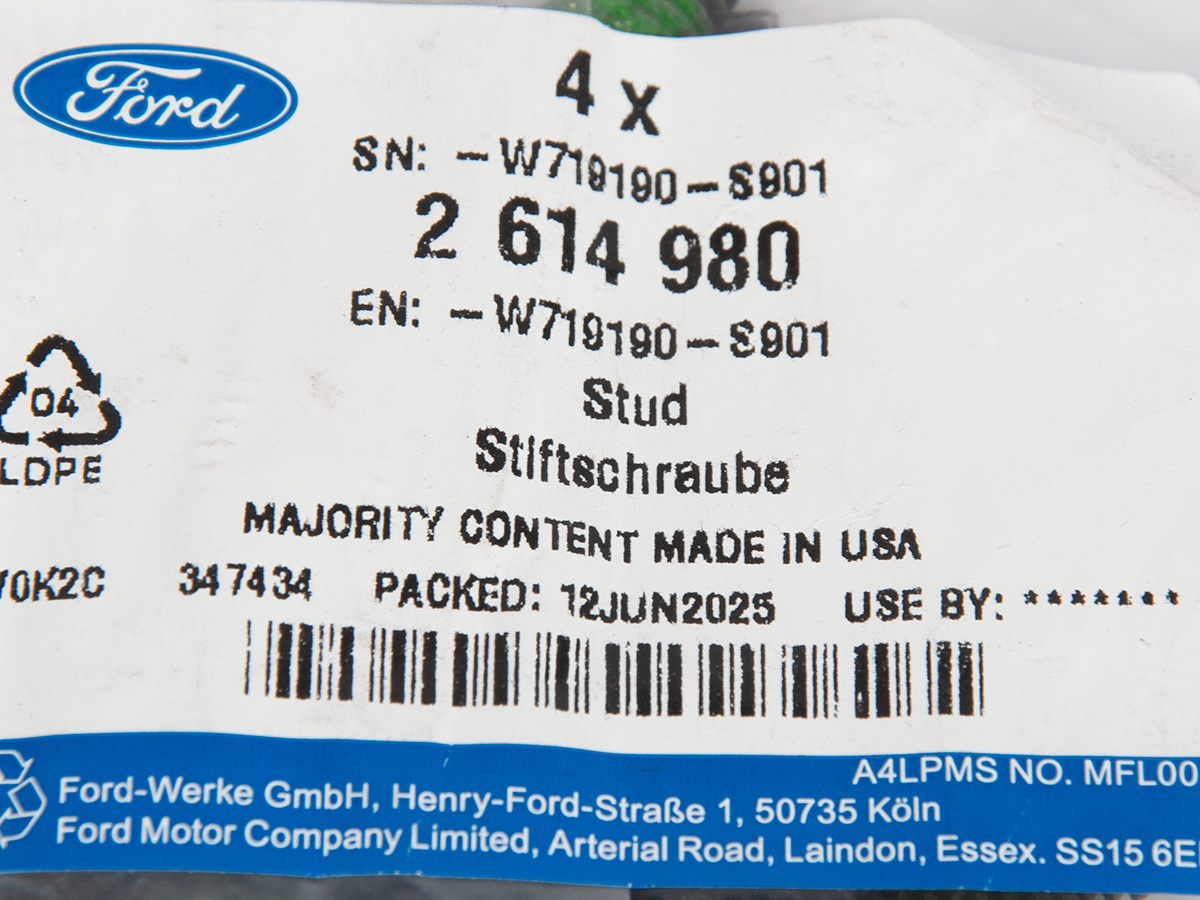 Ford
4 x
SN: -W719190-S901
2 614 980
EN: -W719190-S901
Stud
04
LDPE
Stiftschraube
MAJORITY CONTENT MADE IN USA
347434 PACKED: 12JUN2025 USE BY: *******
A4LPMS NO. MFL00
Ford-Werke GmbH, Henry-Ford-Straße 1, 50735 Köln
Ford Motor Company Limited, Arterial Road, Laindon, Essex. SS15 6E